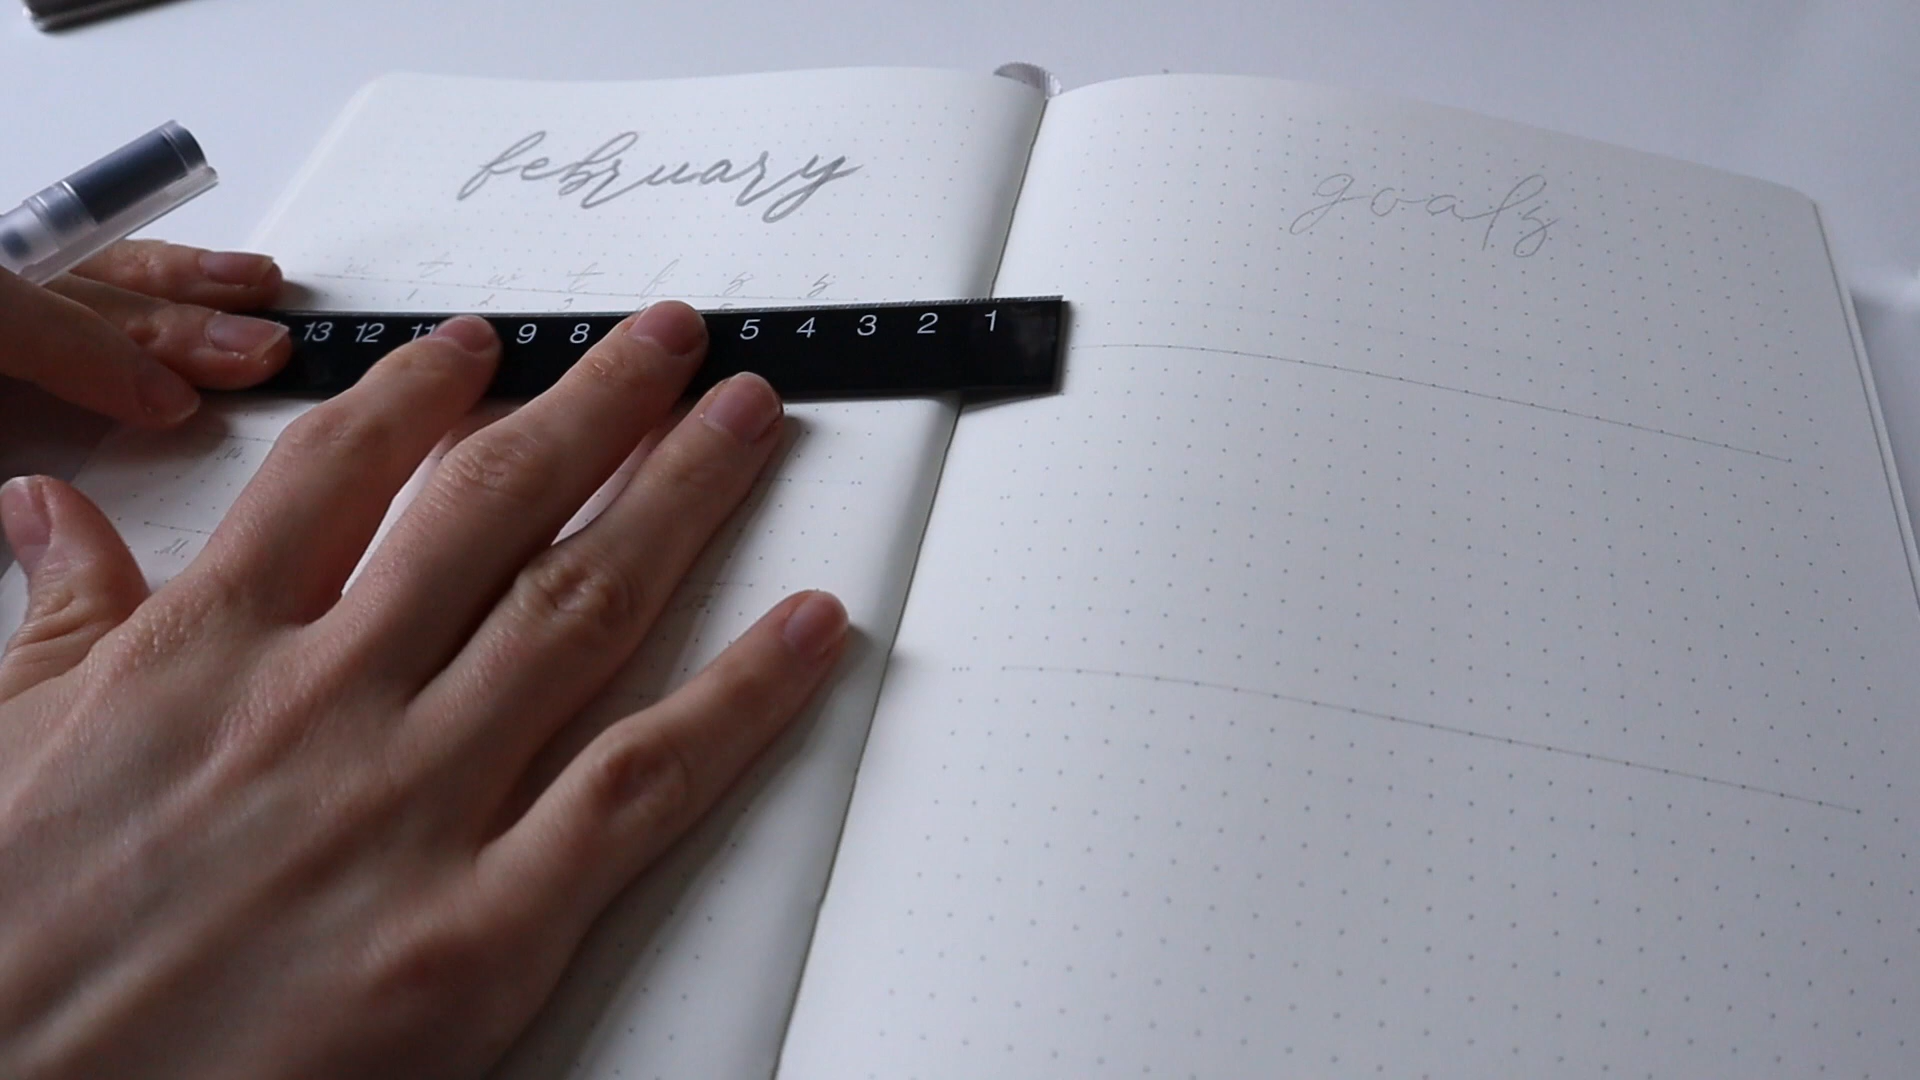 february
m t w t f s s
13 12 11 9 8 5 4 3 2 1
goals